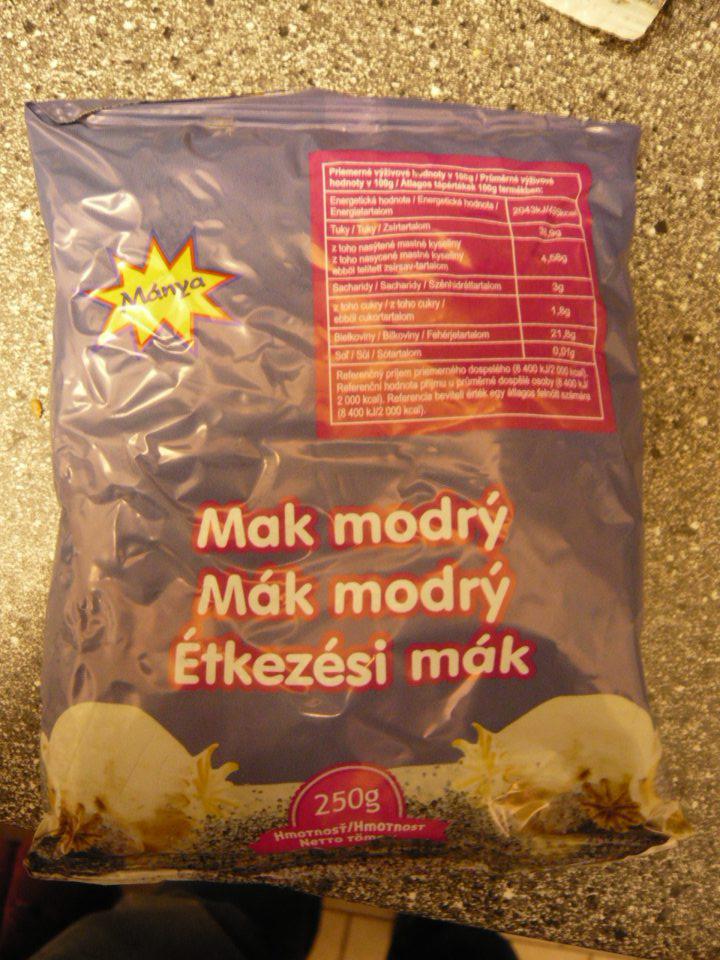 Priemerné výživové hodnoty v 100g / Průměrné výživové
hodnoty v 100g / Átlagos tápértékek 100g termékben:
Energetická hodnota / Energetická hodnota /
Energiatartalom
2043kJ/
Tuky / Tuky / Zsírtartalom
z toho nasýtené mastné kyseliny
z toho nasycené mastné kyseliny
ebből telített zsírsav-tartalom
4,58g
Sacharidy / Sacharidy / Szénhidráttartalom
3g
z toho cukry / z toho cukry /
ebből cukortartalom
1,8g
Bielkoviny / Bílkoviny / Fehérjetartalom
21,8g
Soľ / Sůl / Sótartalom
0,01g
Referenčný príjem priemerného dospelého (8 400 kJ/2 000 kcal).
Referenční hodnota příjmu u průměrné dospělé osoby (8 400 kJ/
2 000 kcal). Referencia beviteli érték egy átlagos felnőtt számára
(8 400 kJ/2 000 kcal).
Mánya
Mak modrý
Mák modrý
Étkezési mák
250g
Hmotnosť/Hmotnost
Netto